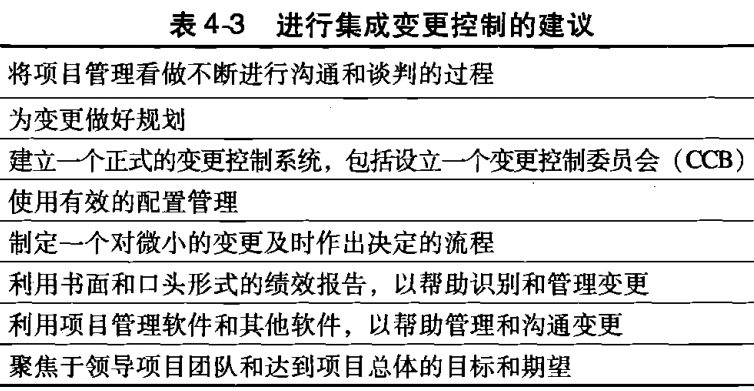 表 4-3 进行集成变更控制的建议
将项目管理看做不断进行沟通和谈判的过程
为变更做好规划
建立一个正式的变更控制系统，包括设立一个变更控制委员会（CCB）
使用有效的配置管理
制定一个对微小的变更及时作出决定的流程
利用书面和口头形式的绩效报告，以帮助识别和管理变更
利用项目管理软件和其他软件，以帮助管理和沟通变更
聚焦于领导项目团队和达到项目总体的目标和期望